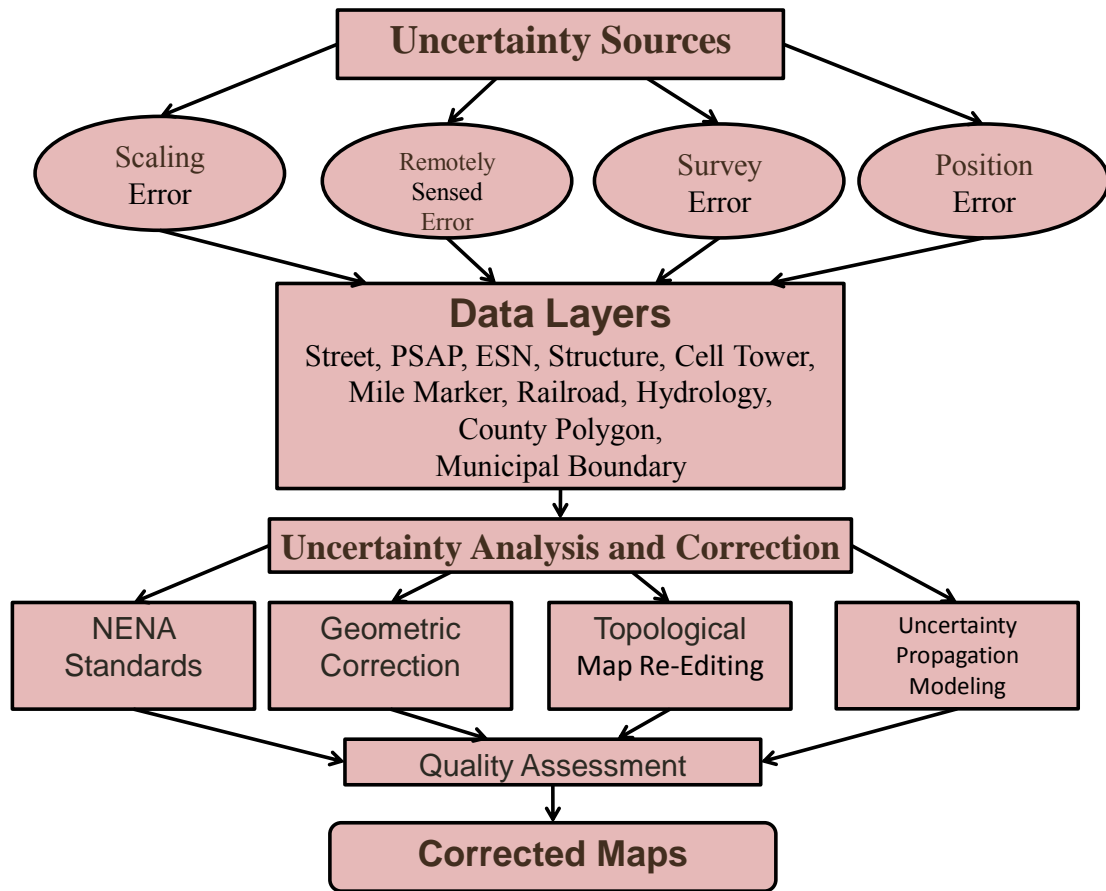 Uncertainty Sources
Scaling
Error
Remotely
Sensed
Error
Survey
Error
Position
Error
Data Layers
Street, PSAP, ESN, Structure, Cell Tower,
Mile Marker, Railroad, Hydrology,
County Polygon,
Municipal Boundary
Uncertainty Analysis and Correction
NENA
Standards
Geometric
Correction
Topological
Map Re-Editing
Uncertainty
Propagation
Modeling
Quality Assessment
Corrected Maps